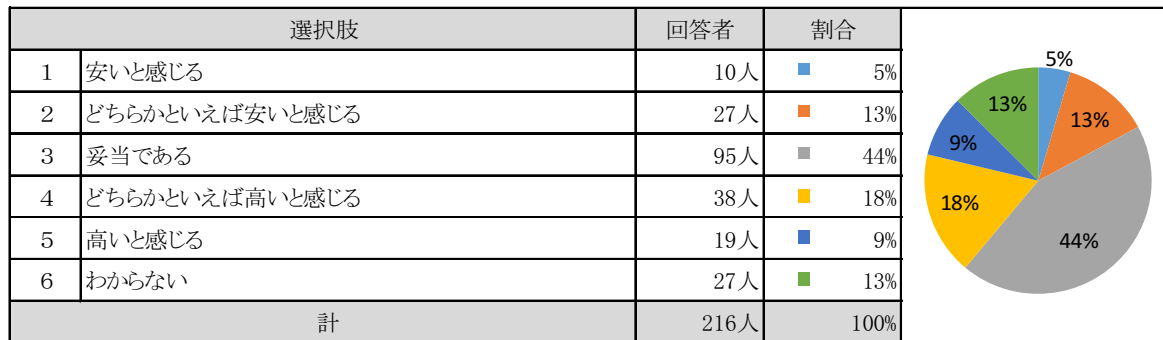 選択肢 回答者 割合
1 安いと感じる 10人 5%
2 どちらかといえば安いと感じる 27人 13%
3 妥当である 95人 44%
4 どちらかといえば高いと感じる 38人 18%
5 高いと感じる 19人 9%
6 わからない 27人 13%
計 216人 100%
5%
13%
13%
9%
18%
44%